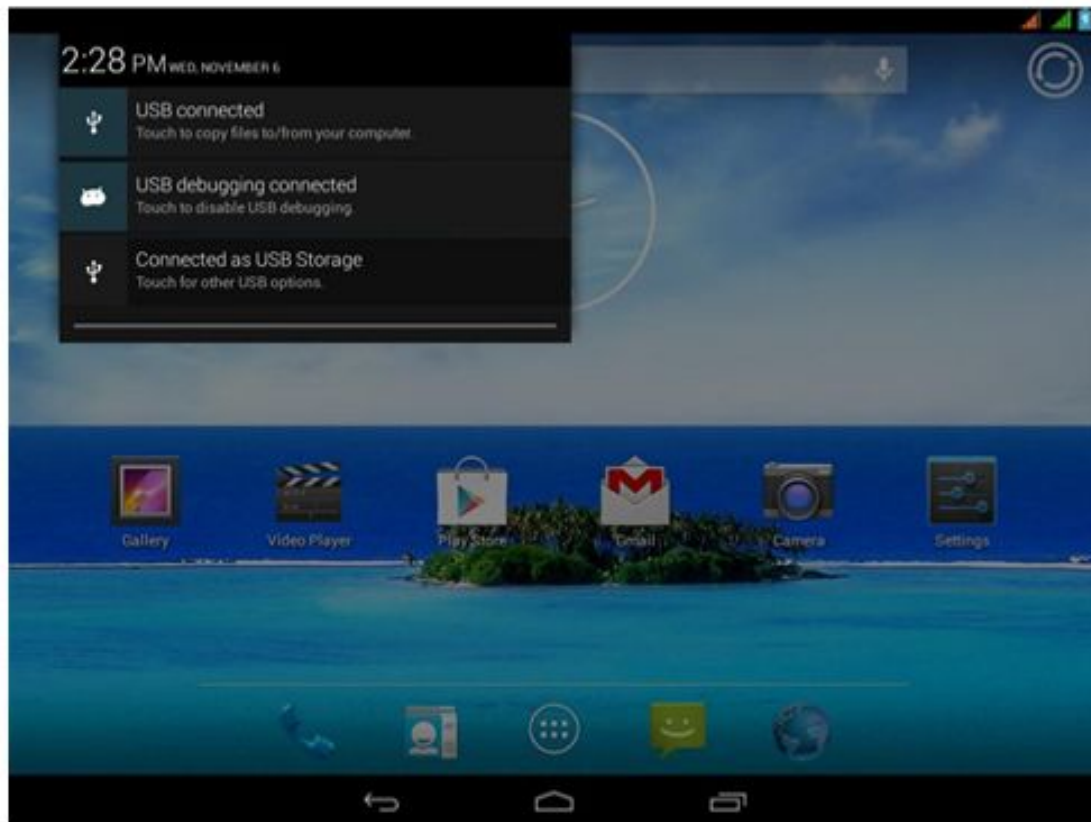 2:28 PM WED, NOVEMBER 6
USB connected
Touch to copy files to/from your computer.
USB debugging connected
Touch to disable USB debugging.
Connected as USB Storage
Touch for other USB options.
Gallery
Video Player
Play Store
Gmail
Camera
Settings